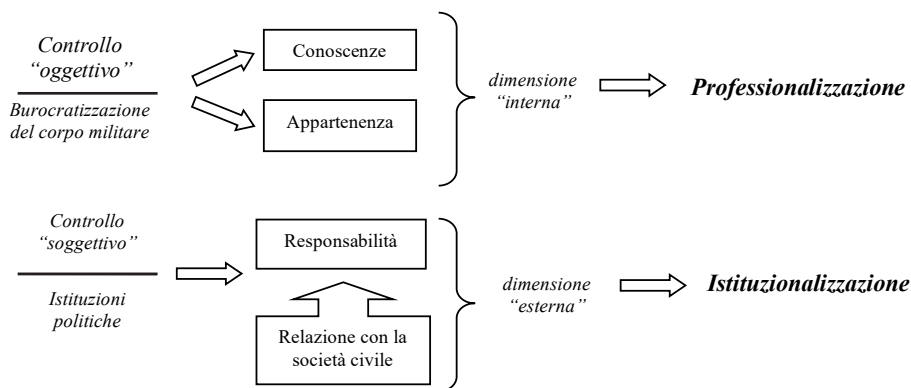 Controllo
“oggettivo”
Burocratizzazione
del corpo militare
Conoscenze
Appartenenza
dimensione
“interna”
Professionalizzazione
Controllo
“soggettivo”
Istituzioni
politiche
Responsabilità
Relazione con la
società civile
dimensione
“esterna”
Istituzionalizzazione